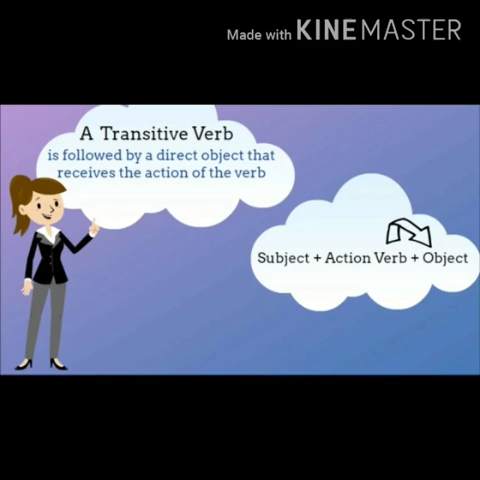 Made with KINEMASTER
A Transitive Verb
is followed by a direct object that
receives the action of the verb
Subject + Action Verb + Object